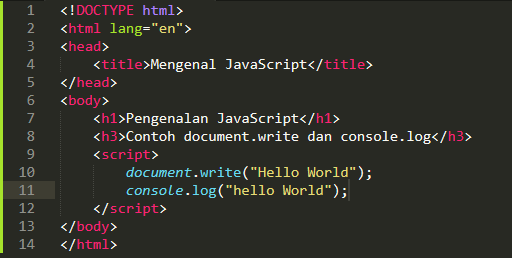 1 <!DOCTYPE html>
2 <html lang="en">
3 <head>
4     <title>Mengenal JavaScript</title>
5 </head>
6 <body>
7     <h1>Pengenalan JavaScript</h1>
8     <h3>Contoh document.write dan console.log</h3>
9     <script>
10         document.write("Hello World");
11         console.log("hello World");
12     </script>
13 </body>
14 </html>